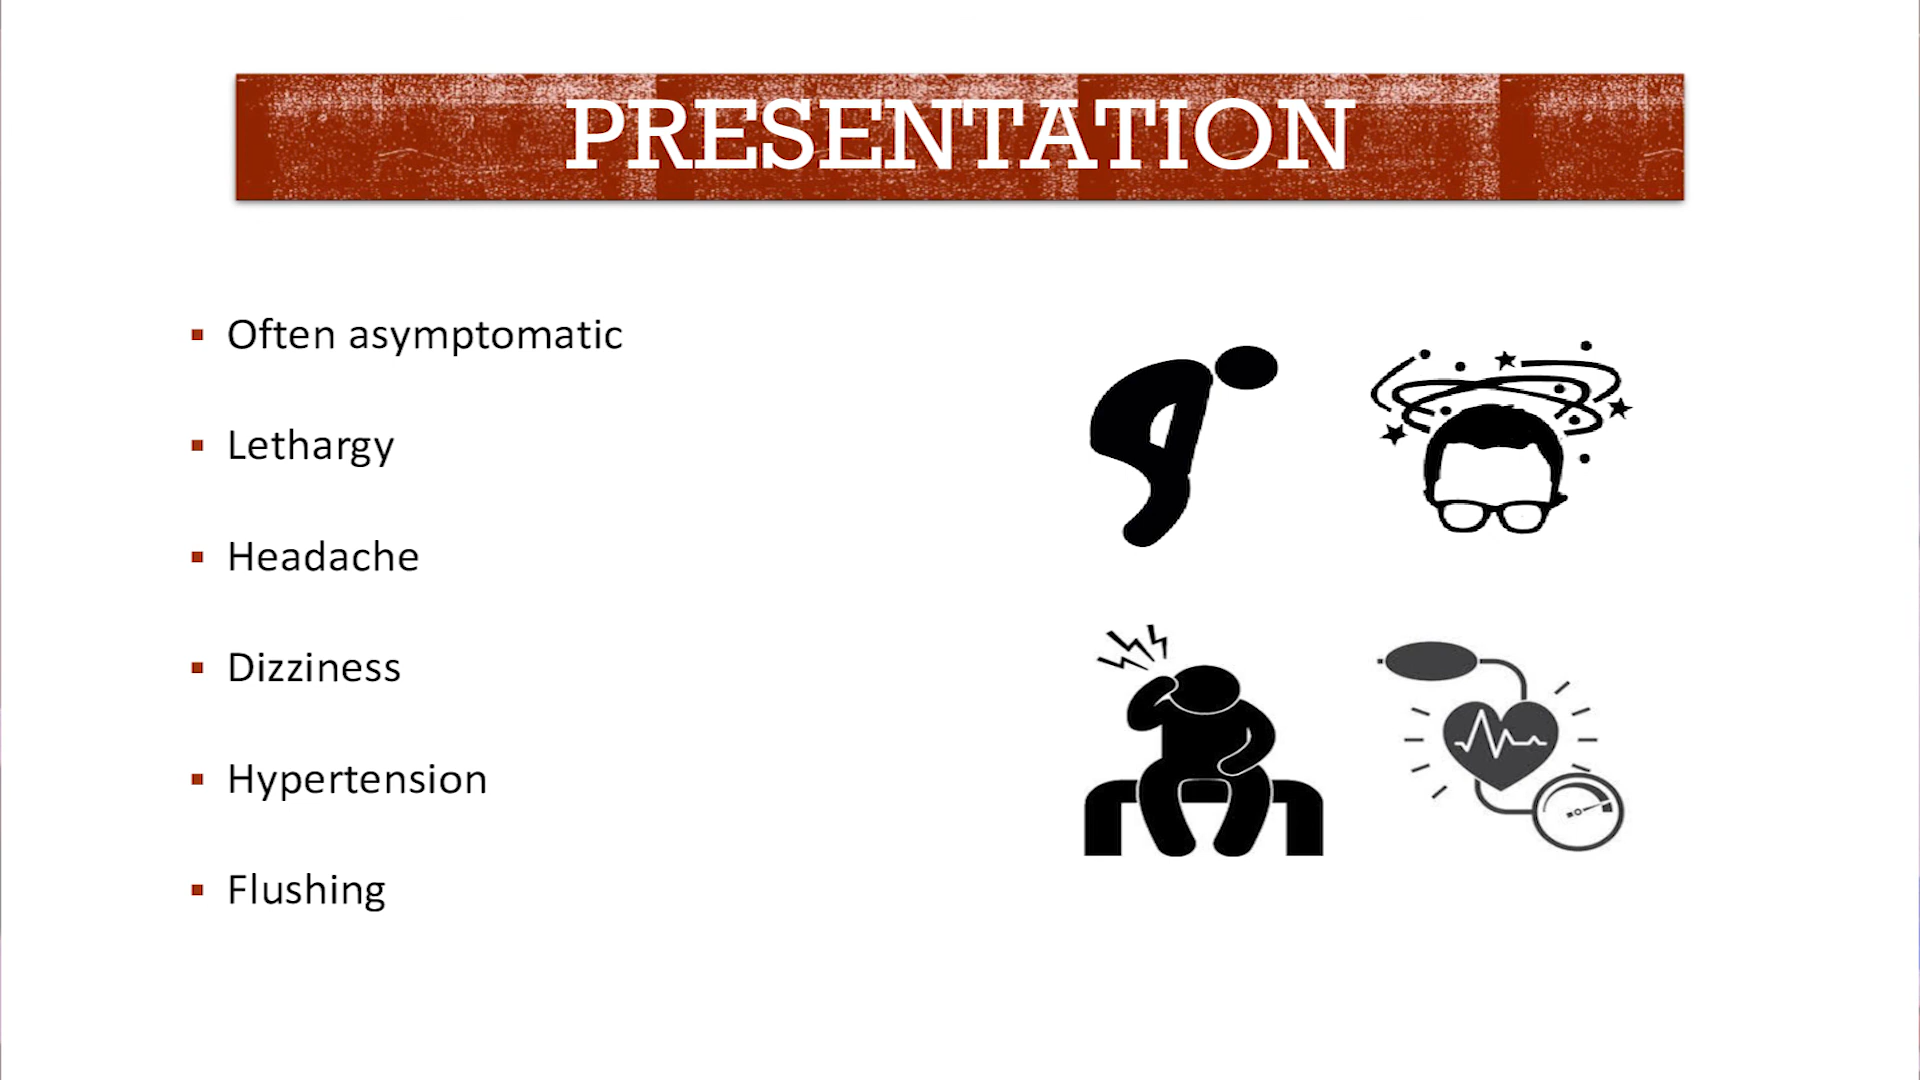 PRESENTATION
Often asymptomatic
Lethargy
Headache
Dizziness
Hypertension
Flushing